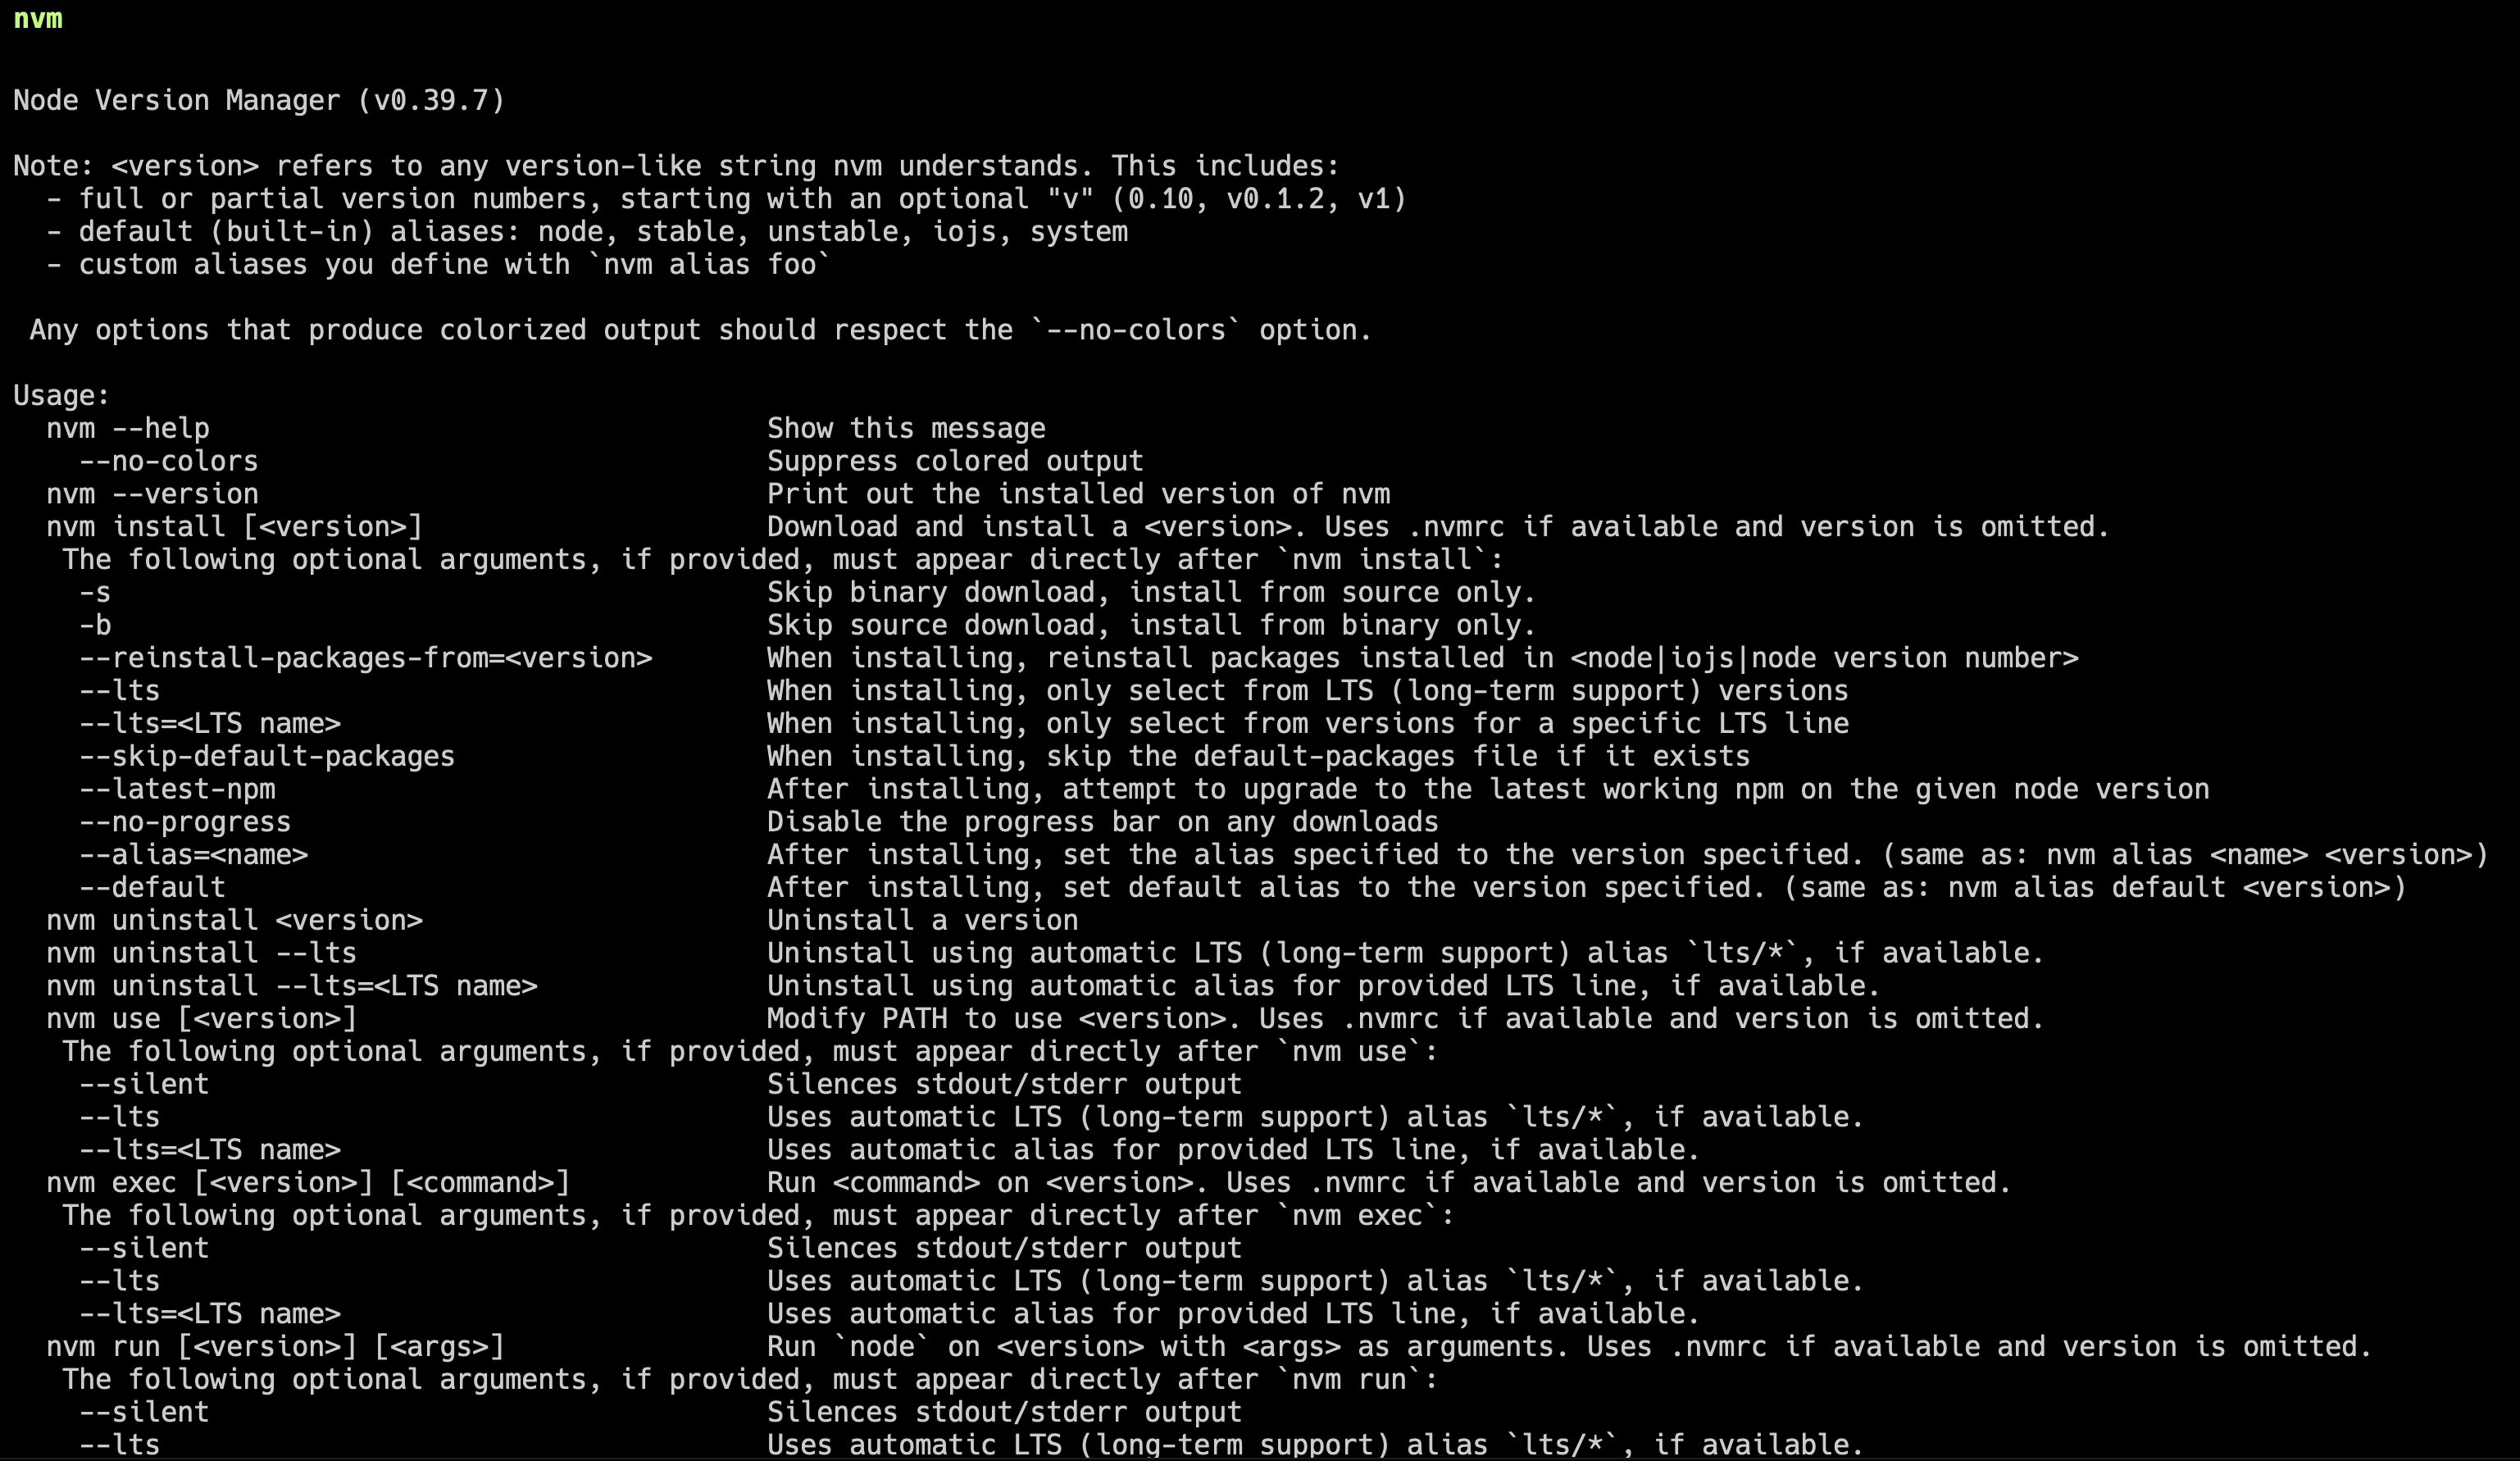 nvm
Node Version Manager (v0.39.7)
Note: <version> refers to any version-like string nvm understands. This includes:
  - full or partial version numbers, starting with an optional "v" (0.10, v0.1.2, v1)
  - default (built-in) aliases: node, stable, unstable, iojs, system
  - custom aliases you define with `nvm alias foo`
 Any options that produce colorized output should respect the `--no-colors` option.
Usage:
  nvm --help                                  Show this message
    --no-colors                               Suppress colored output
  nvm --version                               Print out the installed version of nvm
  nvm install [<version>]                     Download and install a <version>. Uses .nvmrc if available and version is omitted.
   The following optional arguments, if provided, must appear directly after `nvm install`:
    -s                                        Skip binary download, install from source only.
    -b                                        Skip source download, install from binary only.
    --reinstall-packages-from=<version>       When installing, reinstall packages installed in <node|iojs|node version number>
    --lts                                     When installing, only select from LTS (long-term support) versions
    --lts=<LTS name>                          When installing, only select from versions for a specific LTS line
    --skip-default-packages                   When installing, skip the default-packages file if it exists
    --latest-npm                              After installing, attempt to upgrade to the latest working npm on the given node version
    --no-progress                             Disable the progress bar on any downloads
    --alias=<name>                            After installing, set the alias specified to the version specified. (same as: nvm alias <name> <version>)
    --default                                 After installing, set default alias to the version specified. (same as: nvm alias default <version>)
  nvm uninstall <version>                     Uninstall a version
  nvm uninstall --lts                         Uninstall using automatic LTS (long-term support) alias `lts/*`, if available.
  nvm uninstall --lts=<LTS name>              Uninstall using automatic alias for provided LTS line, if available.
  nvm use [<version>]                         Modify PATH to use <version>. Uses .nvmrc if available and version is omitted.
   The following optional arguments, if provided, must appear directly after `nvm use`:
    --silent                                  Silences stdout/stderr output
    --lts                                     Uses automatic LTS (long-term support) alias `lts/*`, if available.
    --lts=<LTS name>                          Uses automatic alias for provided LTS line, if available.
  nvm exec [<version>] [<command>]            Run <command> on <version>. Uses .nvmrc if available and version is omitted.
   The following optional arguments, if provided, must appear directly after `nvm exec`:
    --silent                                  Silences stdout/stderr output
    --lts                                     Uses automatic LTS (long-term support) alias `lts/*`, if available.
    --lts=<LTS name>                          Uses automatic alias for provided LTS line, if available.
  nvm run [<version>] [<args>]                Run `node` on <version> with <args> as arguments. Uses .nvmrc if available and version is omitted.
   The following optional arguments, if provided, must appear directly after `nvm run`:
    --silent                                  Silences stdout/stderr output
    --lts                                     Uses automatic LTS (long-term support) alias `lts/*`, if available.